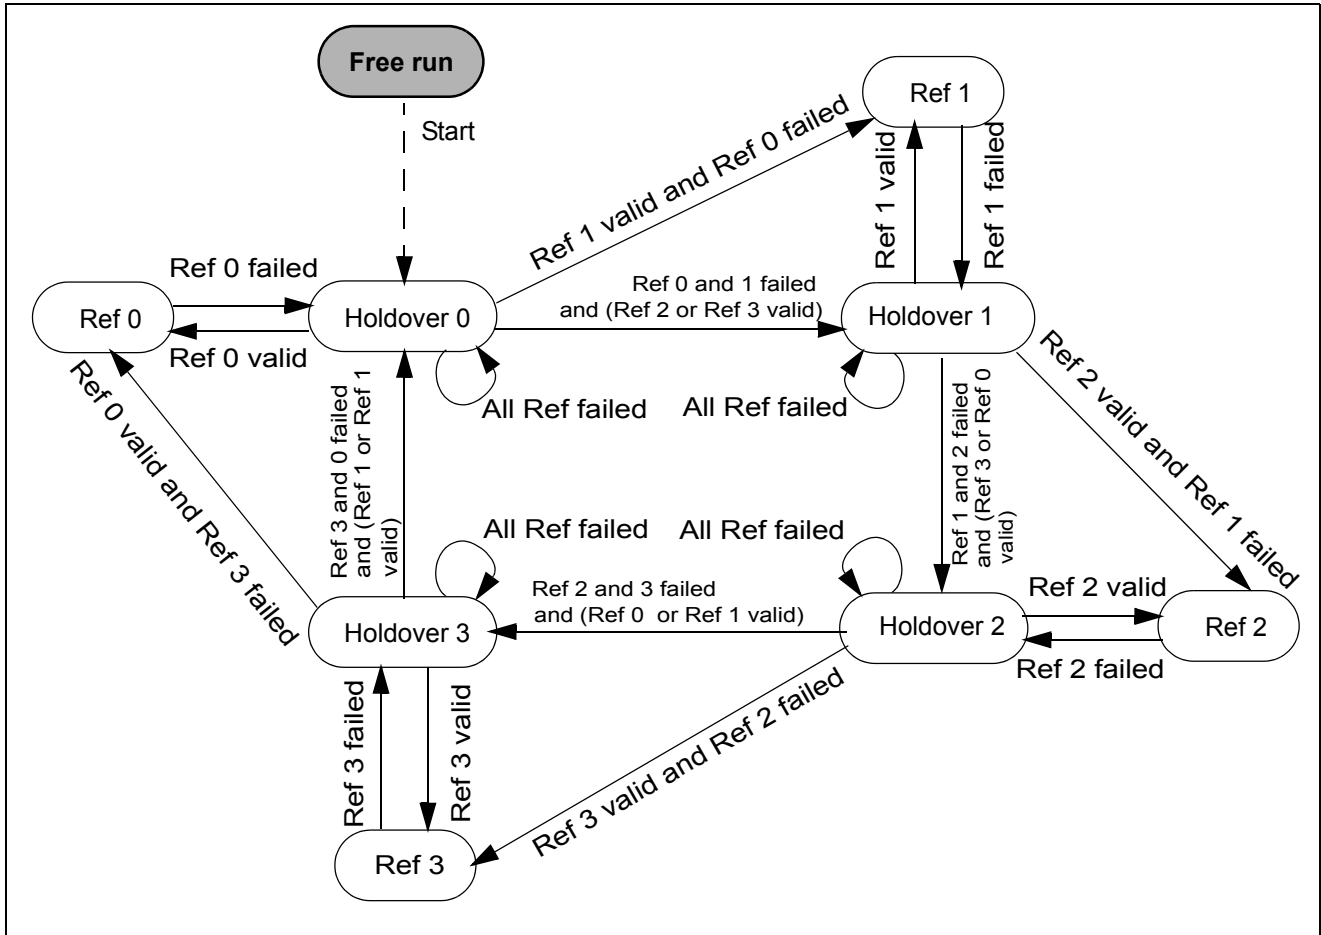 Free run
Start
Ref 1
Ref 1 valid and Ref 0 failed
Ref 1 valid
Ref 1 failed
Ref 0 failed
Ref 0
Ref 0 valid
Holdover 0
Ref 0 and 1 failed
and (Ref 2 or Ref 3 valid)
Holdover 1
All Ref failed
All Ref failed
Ref 2 valid and Ref 1 failed
Ref 0 valid and Ref 3 failed
Ref 3 and 0 failed
and (Ref 1 or Ref 1
valid)
Ref 1 and 2 failed
and (Ref 3 or Ref 0
valid)
All Ref failed
All Ref failed
Ref 2 and 3 failed
and (Ref 0 or Ref 1 valid)
Holdover 3
Holdover 2
Ref 2 valid
Ref 2
Ref 2 failed
Ref 3 failed
Ref 3 valid
Ref 3 valid and Ref 2 failed
Ref 3